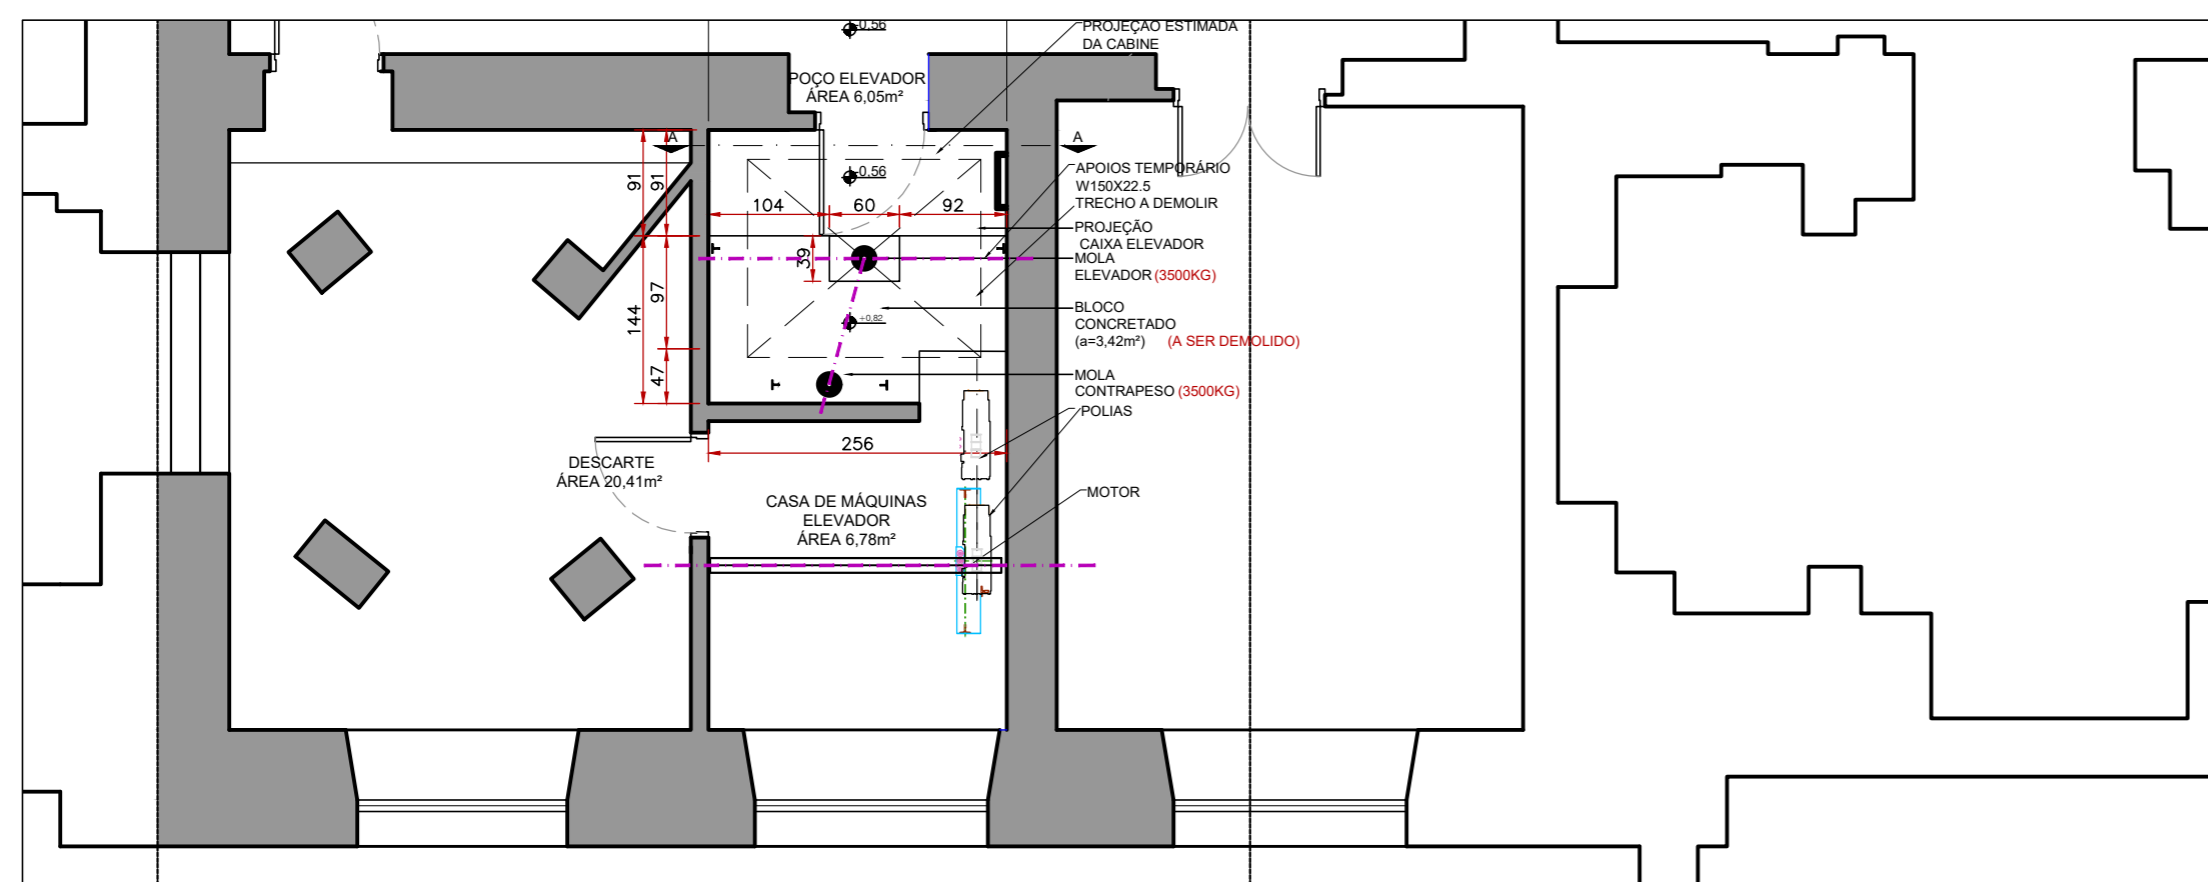 -0.56
PROJEÇÃO ESTIMADA
DA CABINE
POÇO ELEVADOR
ÁREA 6,05m²
A
A
-0.56
APOIOS TEMPORÁRIO
W150X22.5
TRECHO A DEMOLIR
91
91
104
60
92
PROJEÇÃO
CAIXA ELEVADOR
MOLA
ELEVADOR (3500KG)
39
97
144
+0,82
BLOCO
CONCRETADO
(a=3,42m²) (A SER DEMOLIDO)
47
MOLA
CONTRAPESO (3500KG)
POLIAS
256
DESCARTE
ÁREA 20,41m²
MOTOR
CASA DE MÁQUINAS
ELEVADOR
ÁREA 6,78m²